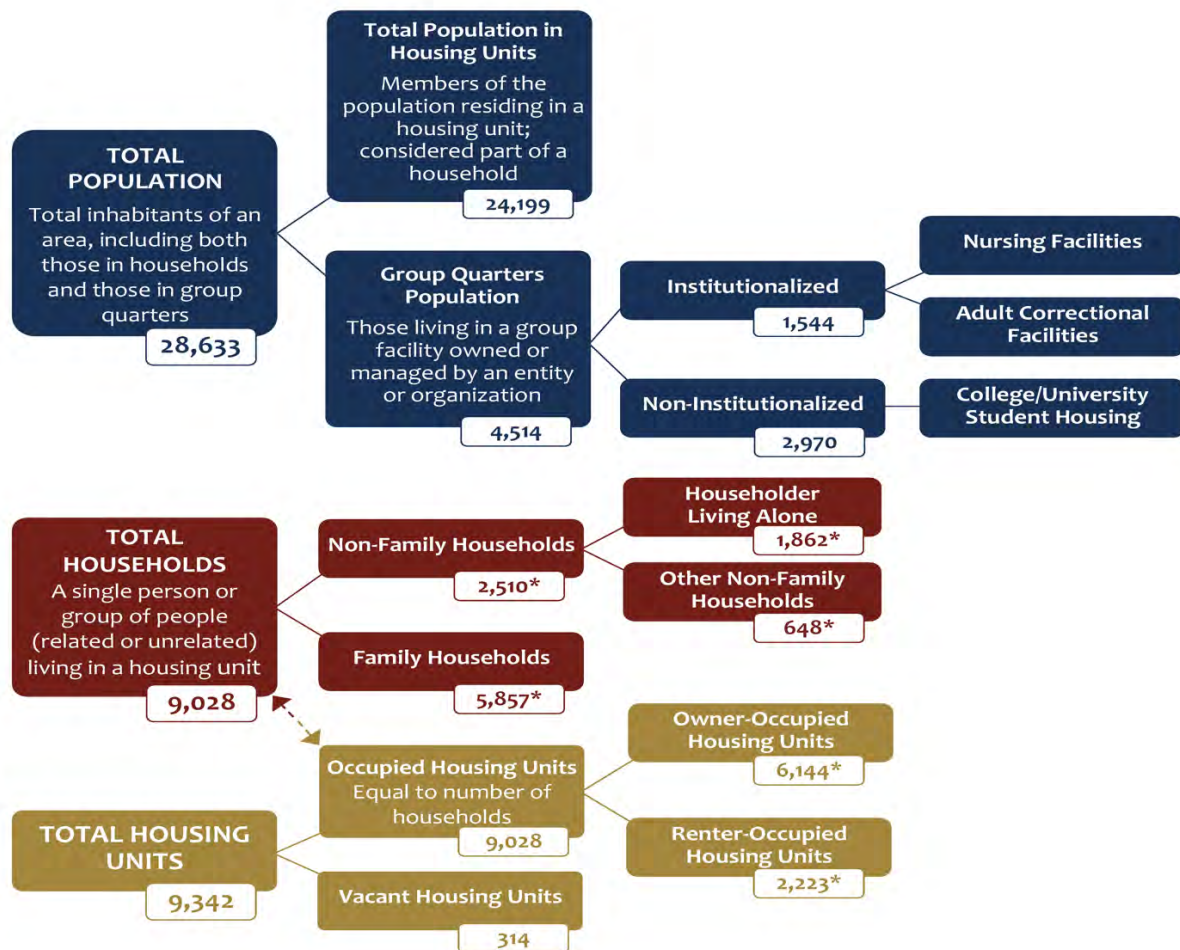 TOTAL
POPULATION
Total inhabitants of an
area, including both
those in households
and those in group
quarters
28,633
Total Population in
Housing Units
Members of the
population residing in a
housing unit;
considered part of a
household
24,199
Group Quarters
Population
Those living in a group
facility owned or
managed by an entity
or organization
4,514
Institutionalized
1,544
Nursing Facilities
Adult Correctional
Facilities
Non-Institutionalized
2,970
College/University
Student Housing
TOTAL
HOUSEHOLDS
A single person or
group of people
(related or unrelated)
living in a housing unit
9,028
Non-Family Households
2,510*
Householder
Living Alone
1,862*
Other Non-Family
Households
648*
Family Households
5,857*
TOTAL HOUSING
UNITS
9,342
Occupied Housing Units
Equal to number of
households
9,028
Owner-Occupied
Housing Units
6,144*
Renter-Occupied
Housing Units
2,223*
Vacant Housing Units
314